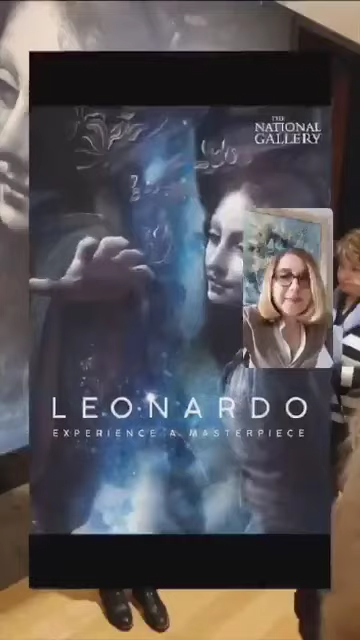 THE
NATIONAL
GALLERY
LEONARDO
EXPERIENCE A MASTERPIECE